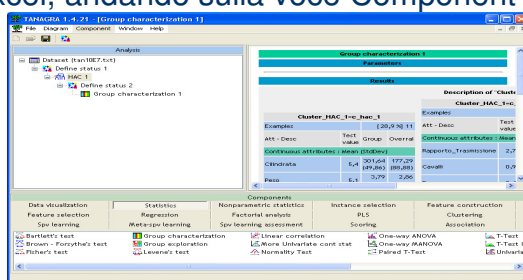 xcel, andando sulla voce Component
TANAGRA 1.4.21 - [Group characterization 1]
File Diagram Component Window Help
Analysis
Dataset (tan10E7.txt)
Define status 1
HAC 1
Define status 2
Group characterization 1
Group characterization 1
Parameters
Results
Description of "Cluste
Cluster_HAC_1=c_hac_1
Examples [28,9 %] 11
Att - Desc Test value Group Overral
Continuous attributes : Mean (StdDev)
Cilindrata 5,4 301,64 (49,86) 177,29 (88,88)
Peso 5,1 3,79 2,86
Cluster_HAC_1=
Examples
Att - Desc Test value
Continuous attributes : Mean
Rapporto_Trasmissione 2,7
Cavalli 0,9
Components
Data visualization Statistics Nonparametric statistics Instance selection Feature construction
Feature selection Regression Factorial analysis PLS Clustering
Spv learning Meta-spv learning Spv learning assessment Scoring Association
Bartlett's test Group characterization Linear correlation One-way ANOVA T-Test
Brown - Forsythe's test Group exploration More Univariate cont stat One-way MANOVA T-Test
Fisher's test Levene's test Normality Test Paired T-Test Univaria